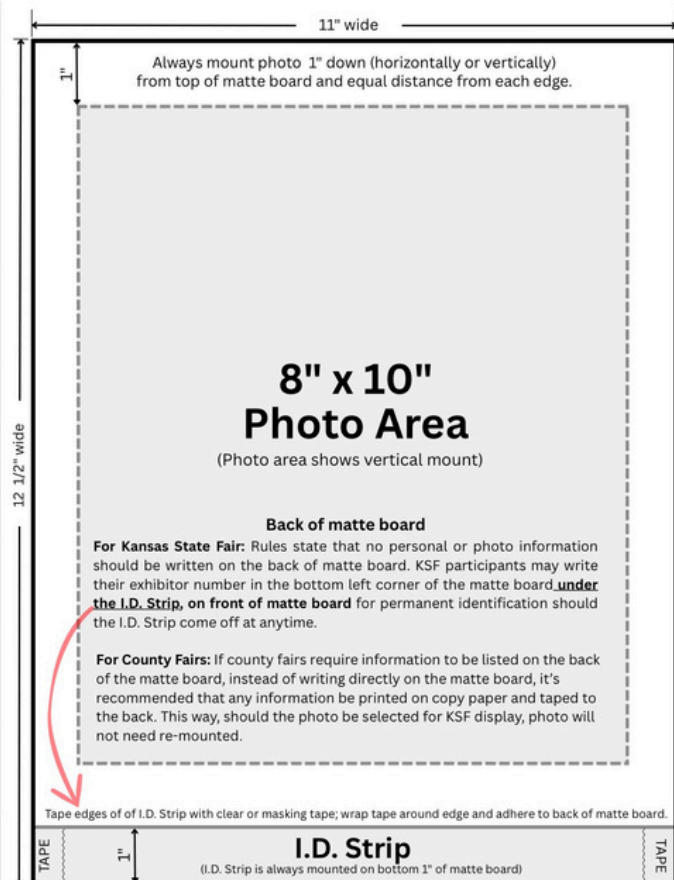 11" wide
1"
Always mount photo 1" down (horizontally or vertically)
from top of matte board and equal distance from each edge.
12 1/2" wide
8" x 10"
Photo Area
(Photo area shows vertical mount)
Back of matte board
For Kansas State Fair: Rules state that no personal or photo information
should be written on the back of matte board. KSF participants may write
their exhibitor number in the bottom left corner of the matte board under
the I.D. Strip, on front of matte board for permanent identification should
the I.D. Strip come off at anytime.
For County Fairs: If county fairs require information to be listed on the back
of the matte board, instead of writing directly on the matte board, it's
recommended that any information be printed on copy paper and taped to
the back. This way, should the photo be selected for KSF display, photo will
not need re-mounted.
Tape edges of of I.D. Strip with clear or masking tape; wrap tape around edge and adhere to back of matte board.
TAPE
1"
I.D. Strip
(I.D. Strip is always mounted on bottom 1" of matte board)
TAPE